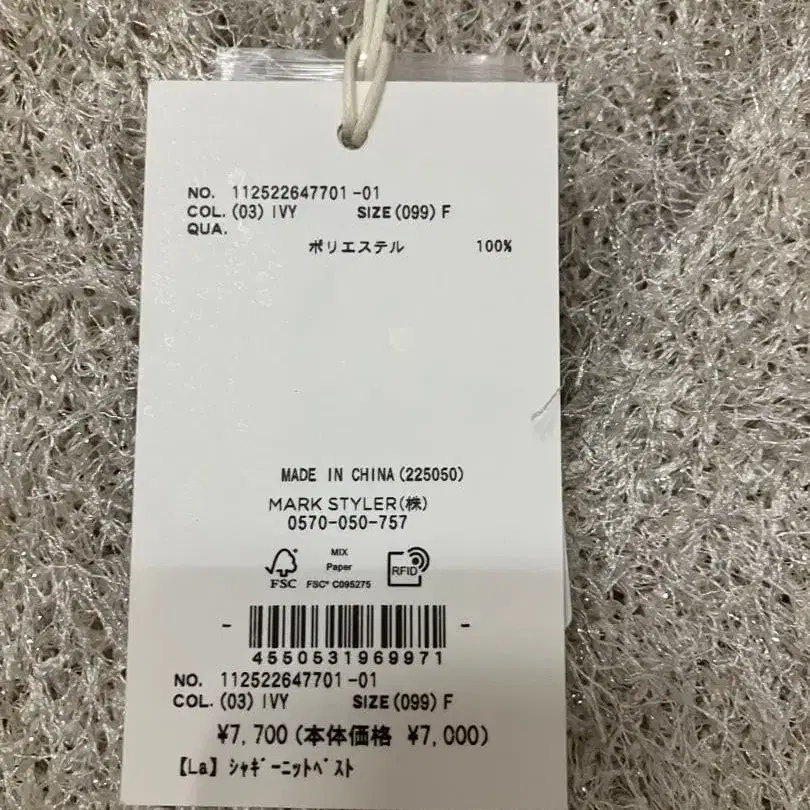 NO. 112522647701-01
COL.(03)IVY SIZE(099)F
QUA.
ポリエステル 100%
MADE IN CHINA(225050)
MARK STYLER(株)
0570-050-757
FSC
MIX
Paper
FSC® C095275
RFID
4550531969971
NO. 112522647701-01
COL.(03)IVY SIZE(099)F
¥7,700(本体価格 ¥7,000)
【La】ｼｬｷﾞｰﾆｯﾄﾍﾞｽﾄ